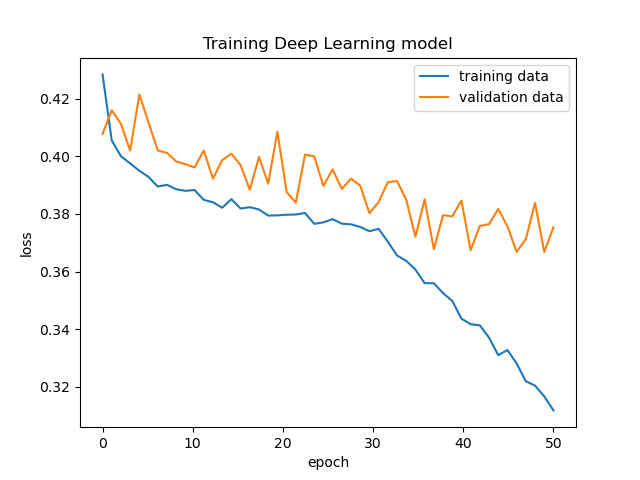 Training Deep Learning model
training data
validation data
loss
0.42
0.40
0.38
0.36
0.34
0.32
0 10 20 30 40 50
epoch